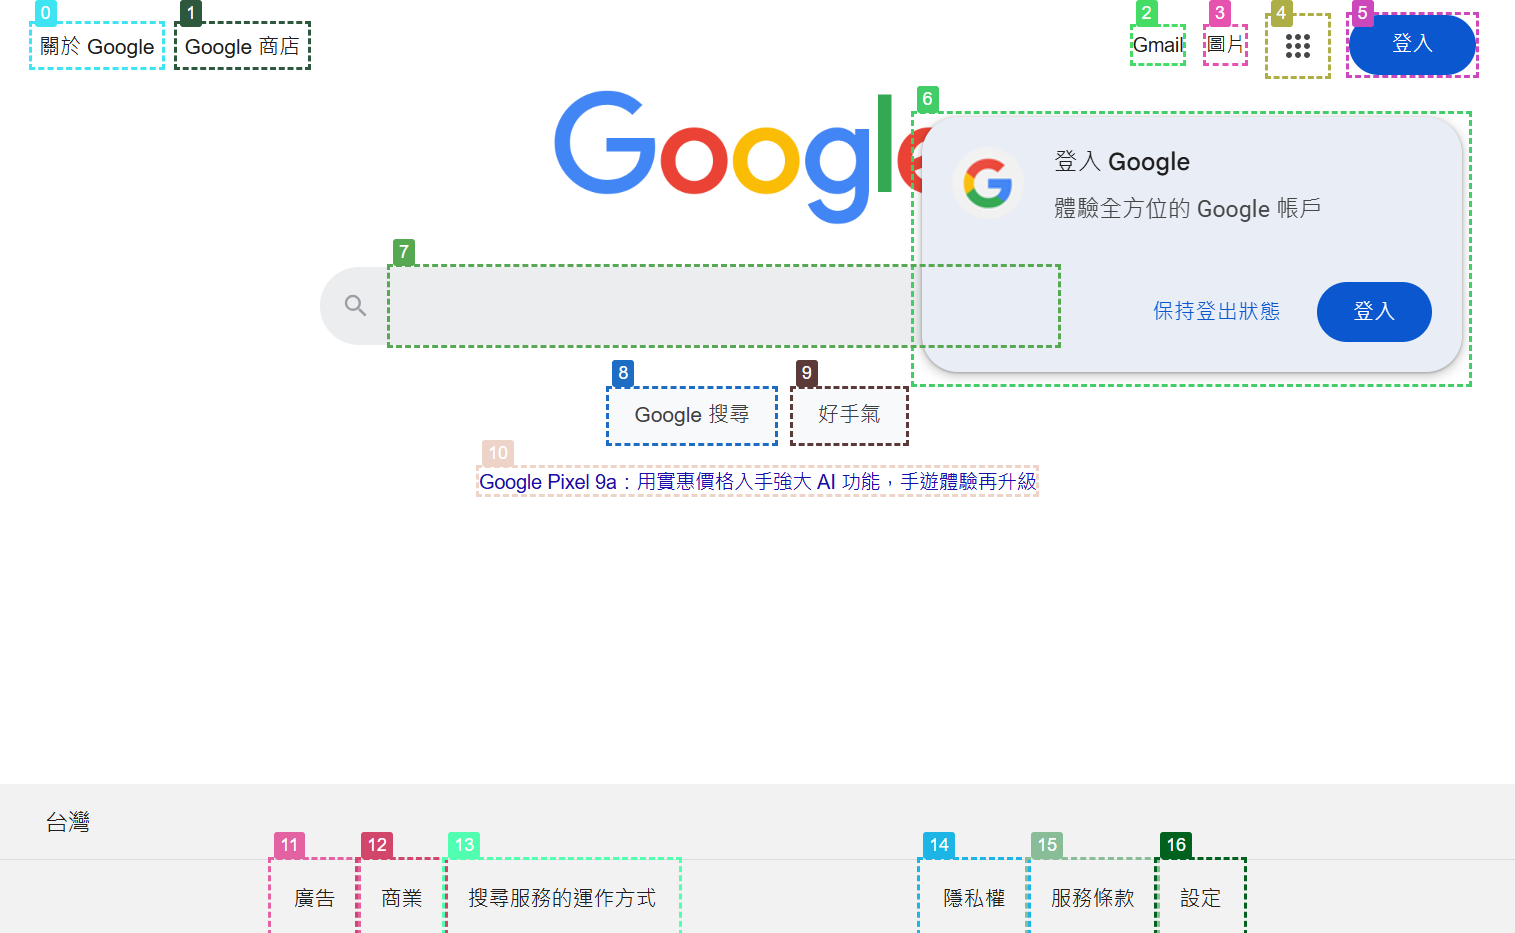 0
1
2
3
4
5
關於 Google
Google 商店
Gmail
圖片
登入
6
Google
登入 Google
體驗全方位的 Google 帳戶
7
保持登出狀態
登入
8
9
Google 搜尋
好手氣
10
Google Pixel 9a：用實惠價格入手強大 AI 功能，手遊體驗再升級
台灣
11
12
13
14
15
16
廣告
商業
搜尋服務的運作方式
隱私權
服務條款
設定